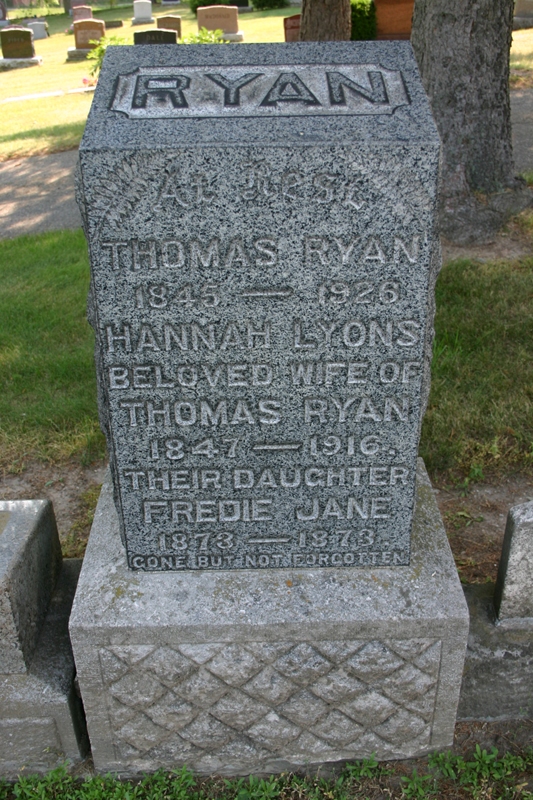 RYAN
AT REST
THOMAS RYAN
1845 — 1926
HANNAH LYONS
BELOVED WIFE OF
THOMAS RYAN
1847 — 1916.
THEIR DAUGHTER
FREDIE JANE
1873 — 1873.
GONE BUT NOT FORGOTTEN